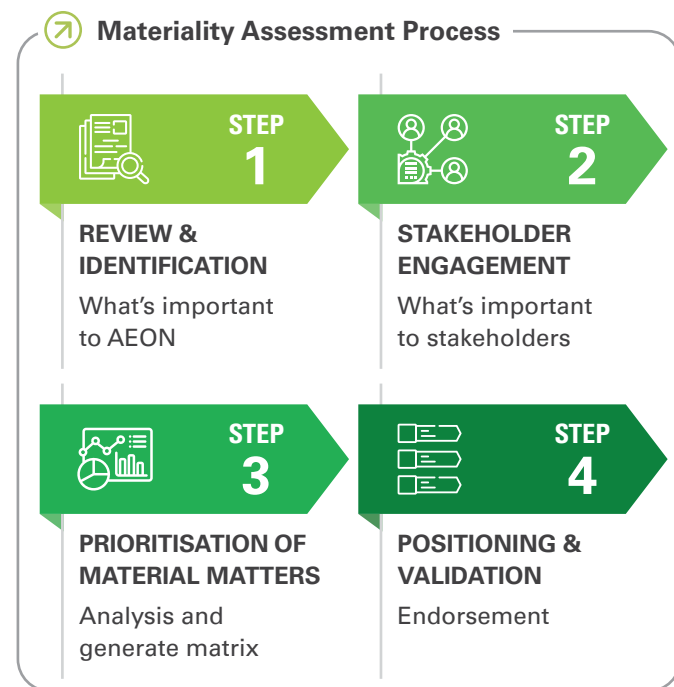 Materiality Assessment Process
STEP
1
REVIEW &
IDENTIFICATION
What’s important
to AEON
STEP
2
STAKEHOLDER
ENGAGEMENT
What’s important
to stakeholders
STEP
3
PRIORITISATION OF
MATERIAL MATTERS
Analysis and
generate matrix
STEP
4
POSITIONING &
VALIDATION
Endorsement